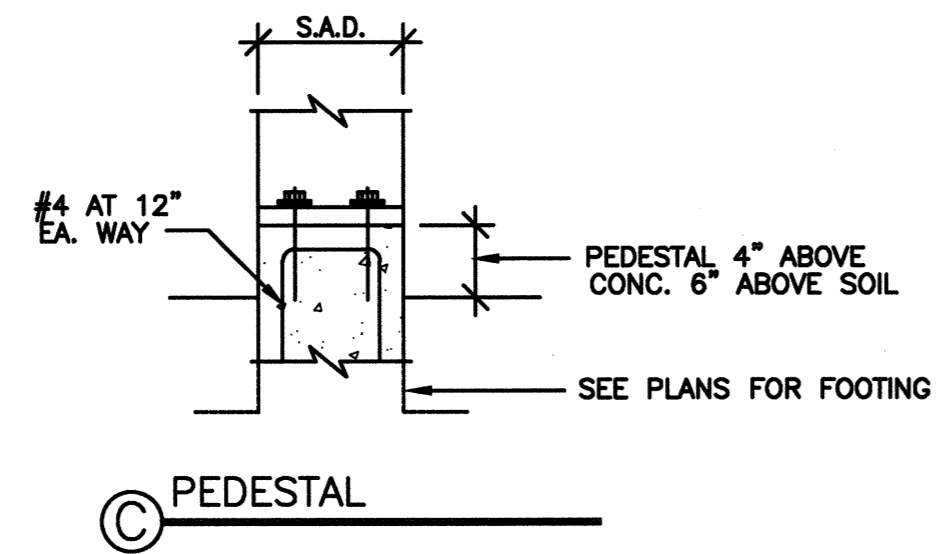 S.A.D.
#4 AT 12"
EA. WAY
PEDESTAL 4" ABOVE
CONC. 6" ABOVE SOIL
SEE PLANS FOR FOOTING
C
PEDESTAL